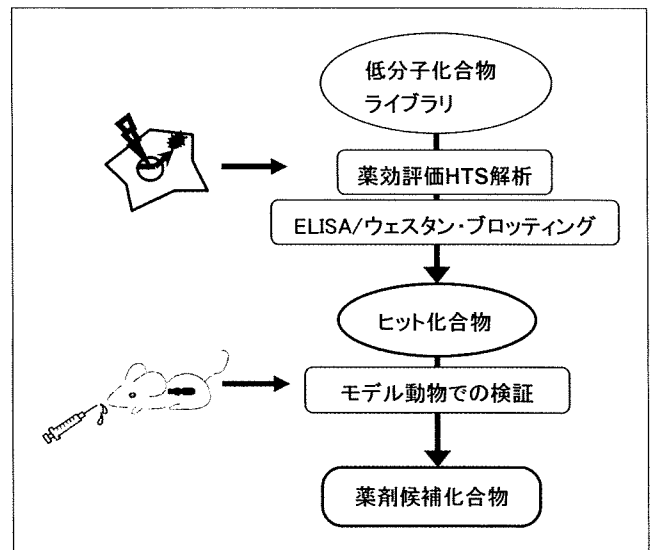 低分子化合物
ライブラリ
薬効評価HTS解析
ELISA/ウェスタン・ブロッティング
ヒット化合物
モデル動物での検証
薬剤候補化合物